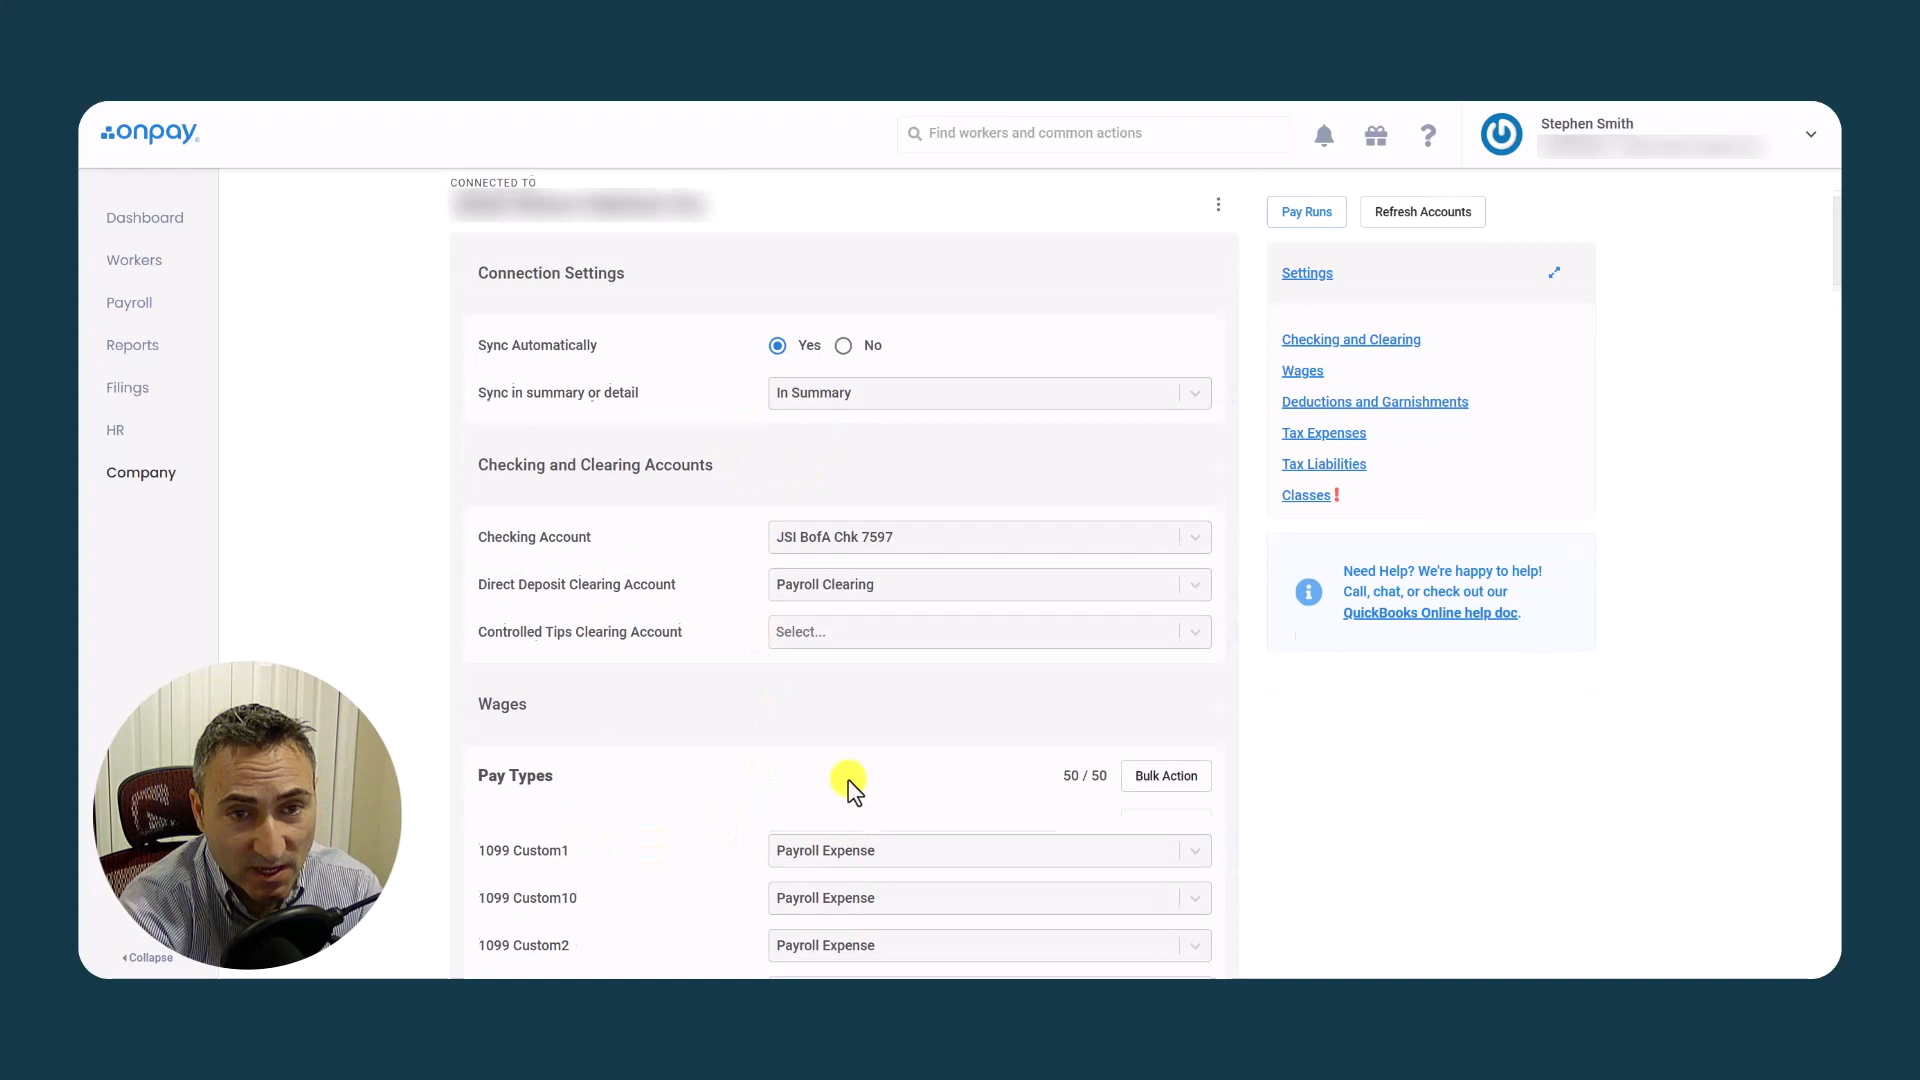 onpay
Find workers and common actions
Stephen Smith
Dashboard
Workers
Payroll
Reports
Filings
HR
Company
Collapse
CONNECTED TO
Connection Settings
Sync Automatically
Yes
No
Sync in summary or detail
In Summary
Checking and Clearing Accounts
Checking Account
JSI BofA Chk 7597
Direct Deposit Clearing Account
Payroll Clearing
Controlled Tips Clearing Account
Select...
Wages
Pay Types
50 / 50
Bulk Action
1099 Custom1
Payroll Expense
1099 Custom10
Payroll Expense
1099 Custom2
Payroll Expense
Pay Runs
Refresh Accounts
Settings
Checking and Clearing
Wages
Deductions and Garnishments
Tax Expenses
Tax Liabilities
Classes!
Need Help? We're happy to help!
Call, chat, or check out our
QuickBooks Online help doc.